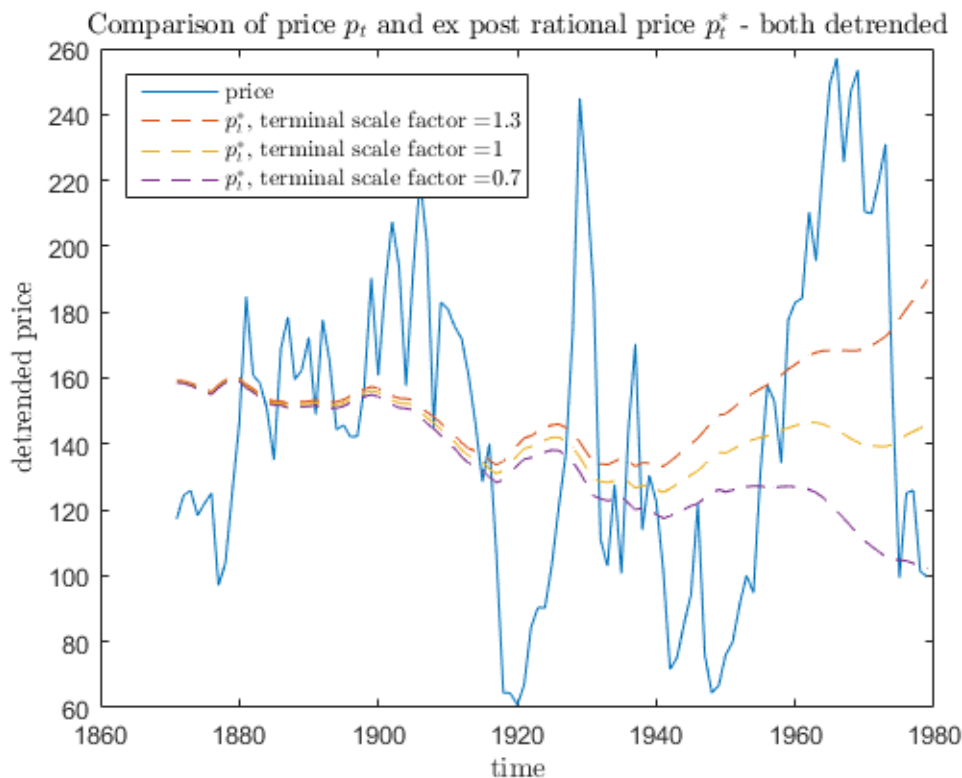 Comparison of price p_t and ex post rational price p_t^* - both detrended
260
240
220
200
180
160
140
120
100
80
60
detrended price
price
p_t^*, terminal scale factor =1.3
p_t^*, terminal scale factor =1
p_t^*, terminal scale factor =0.7
1860
1880
1900
1920
1940
1960
1980
time